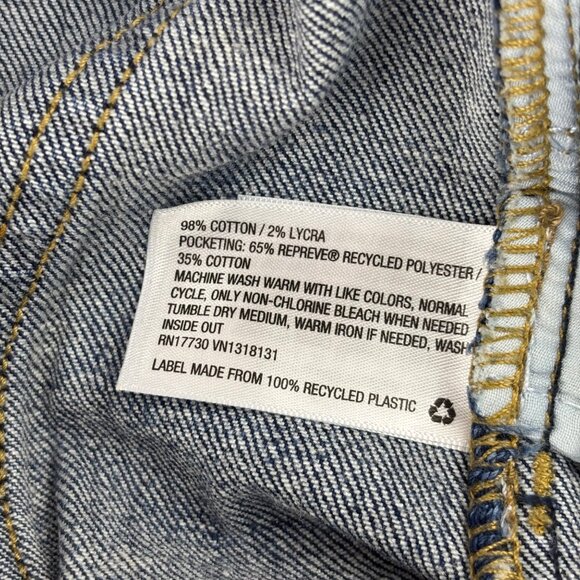 98% COTTON / 2% LYCRA
POCKETING: 65% REPREVE® RECYCLED POLYESTER /
35% COTTON
MACHINE WASH WARM WITH LIKE COLORS, NORMAL
CYCLE, ONLY NON-CHLORINE BLEACH WHEN NEEDED
TUMBLE DRY MEDIUM, WARM IRON IF NEEDED, WASH
INSIDE OUT
RN17730 VN1318131
LABEL MADE FROM 100% RECYCLED PLASTIC